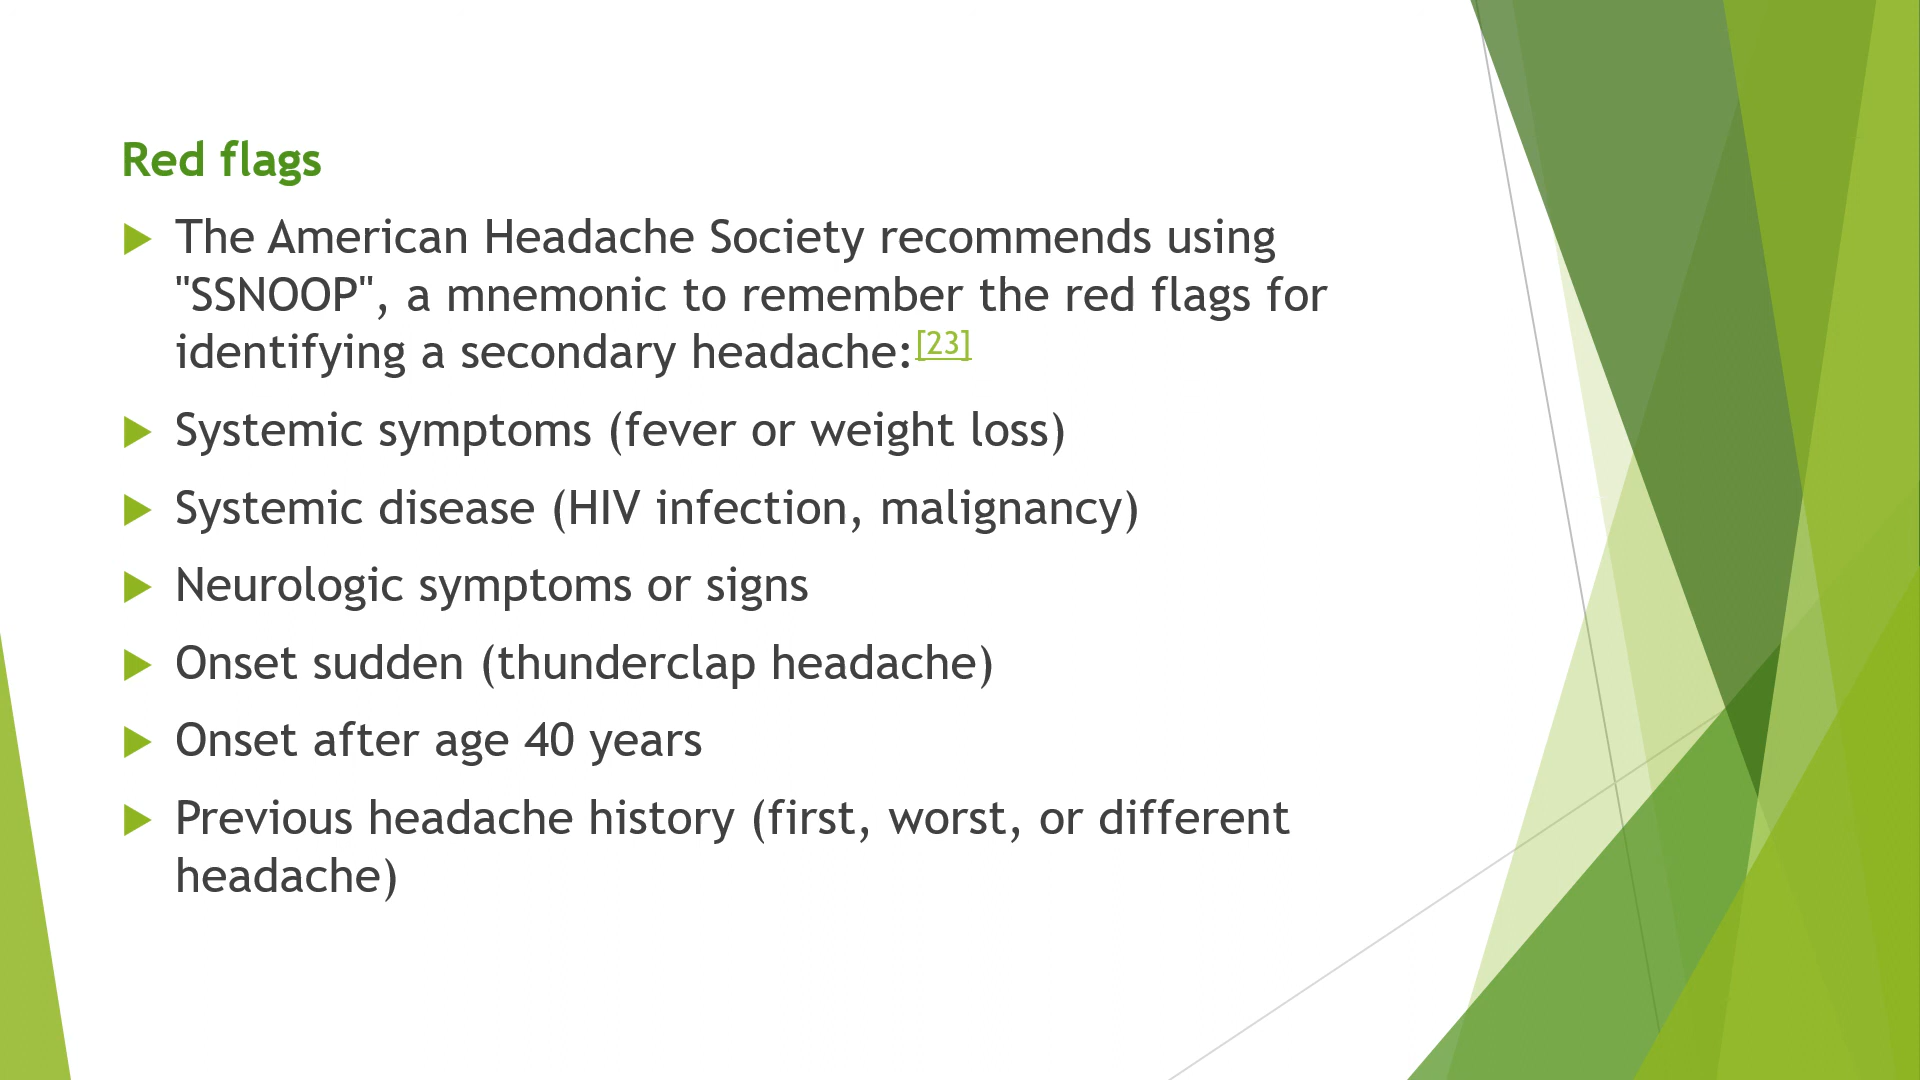 Red flags
The American Headache Society recommends using
"SSNOOP", a mnemonic to remember the red flags for
identifying a secondary headache:[23]
Systemic symptoms (fever or weight loss)
Systemic disease (HIV infection, malignancy)
Neurologic symptoms or signs
Onset sudden (thunderclap headache)
Onset after age 40 years
Previous headache history (first, worst, or different
headache)